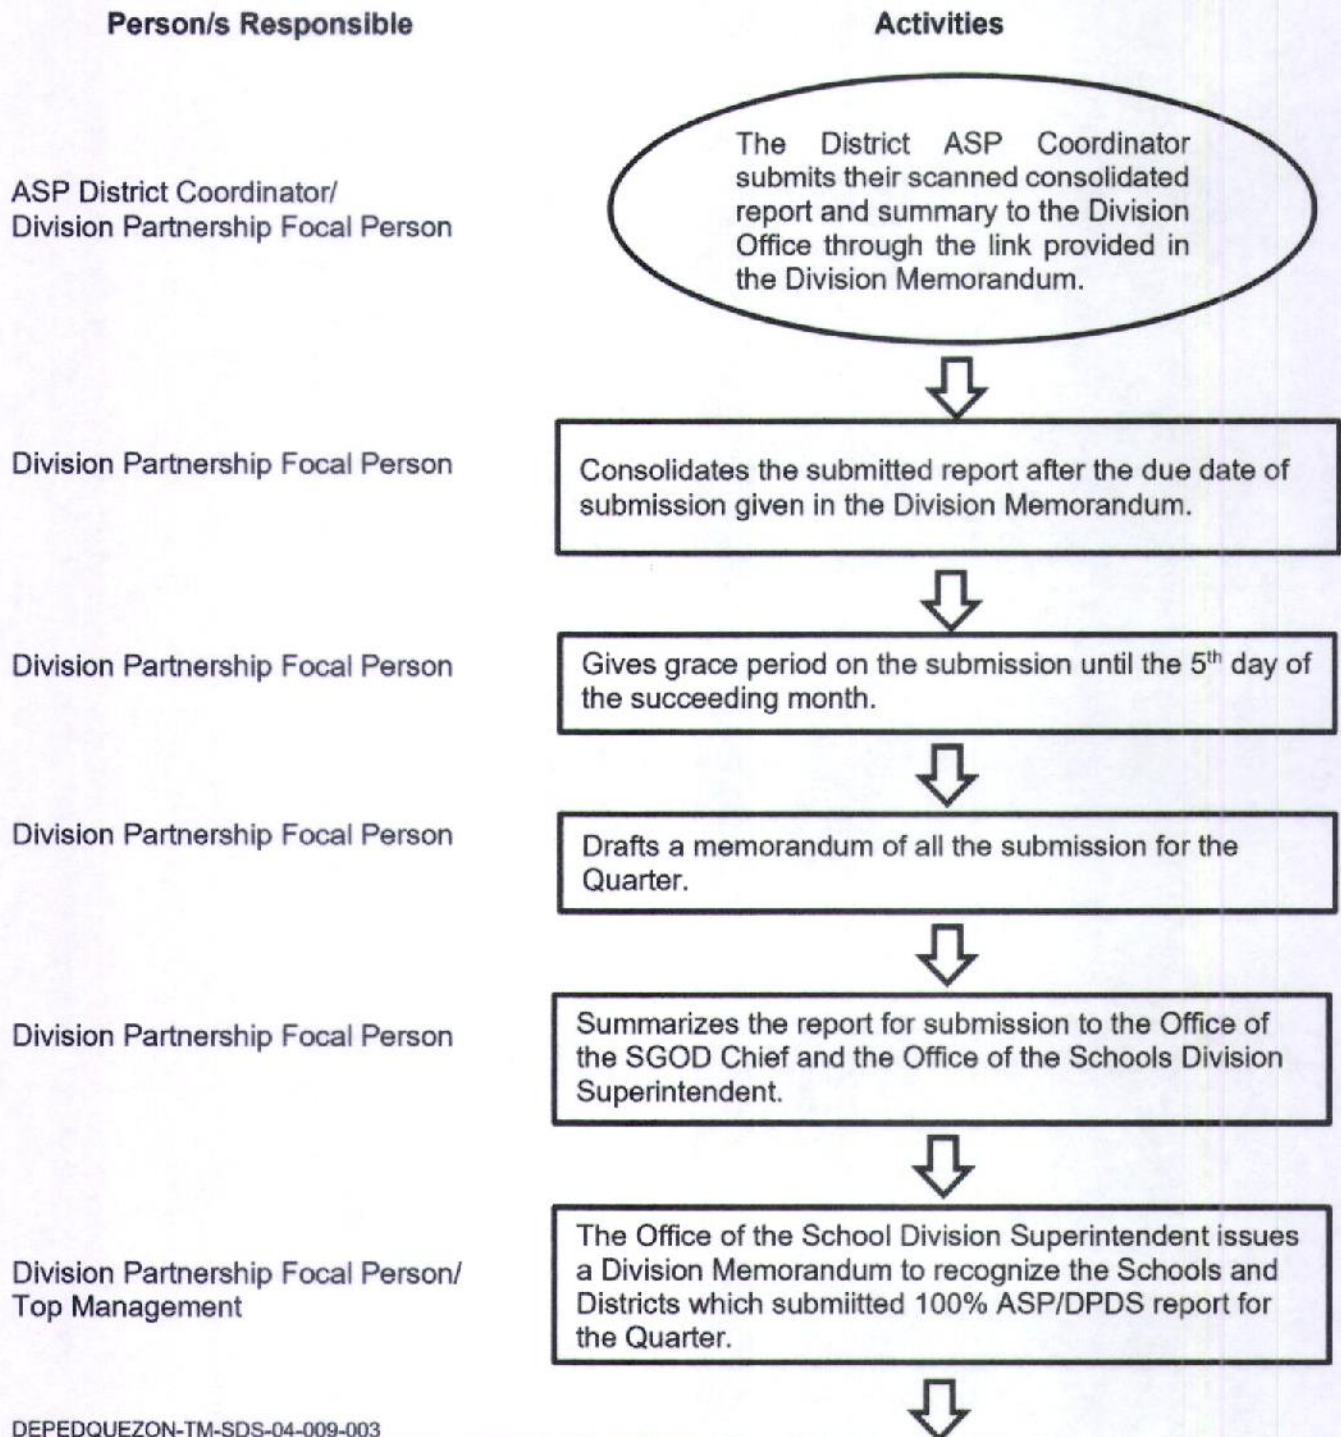 Person/s Responsible
Activities
ASP District Coordinator/
Division Partnership Focal Person
The District ASP Coordinator
submits their scanned consolidated
report and summary to the Division
Office through the link provided in
the Division Memorandum.
Division Partnership Focal Person
Consolidates the submitted report after the due date of
submission given in the Division Memorandum.
Division Partnership Focal Person
Gives grace period on the submission until the 5th day of
the succeeding month.
Division Partnership Focal Person
Drafts a memorandum of all the submission for the
Quarter.
Division Partnership Focal Person
Summarizes the report for submission to the Office of
the SGOD Chief and the Office of the Schools Division
Superintendent.
Division Partnership Focal Person/
Top Management
The Office of the School Division Superintendent issues
a Division Memorandum to recognize the Schools and
Districts which submiitted 100% ASP/DPDS report for
the Quarter.
DEPEDQUEZON-TM-SDS-04-009-003